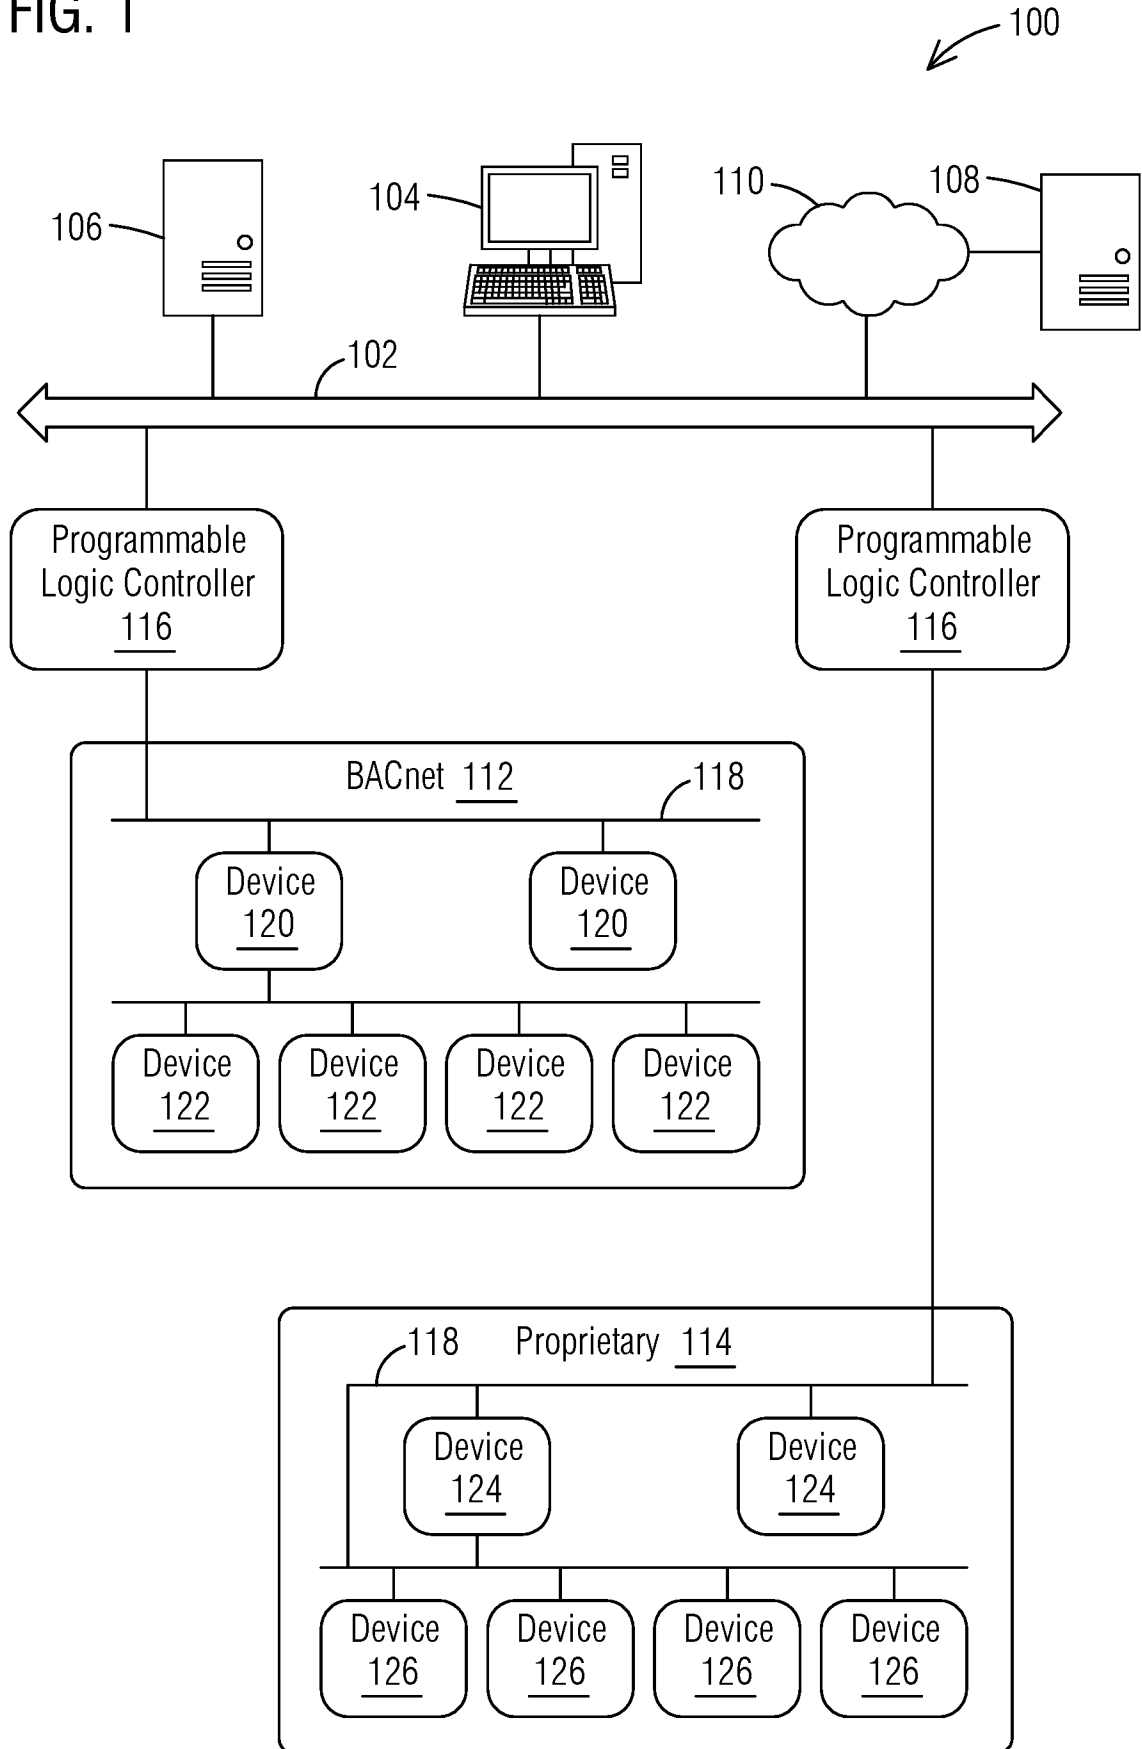 FIG. 1
100
106
104
110
108
102
Programmable
Logic Controller
116
Programmable
Logic Controller
116
BACnet 112
118
Device
120
Device
120
Device
122
Device
122
Device
122
Device
122
118
Proprietary 114
Device
124
Device
124
Device
126
Device
126
Device
126
Device
126